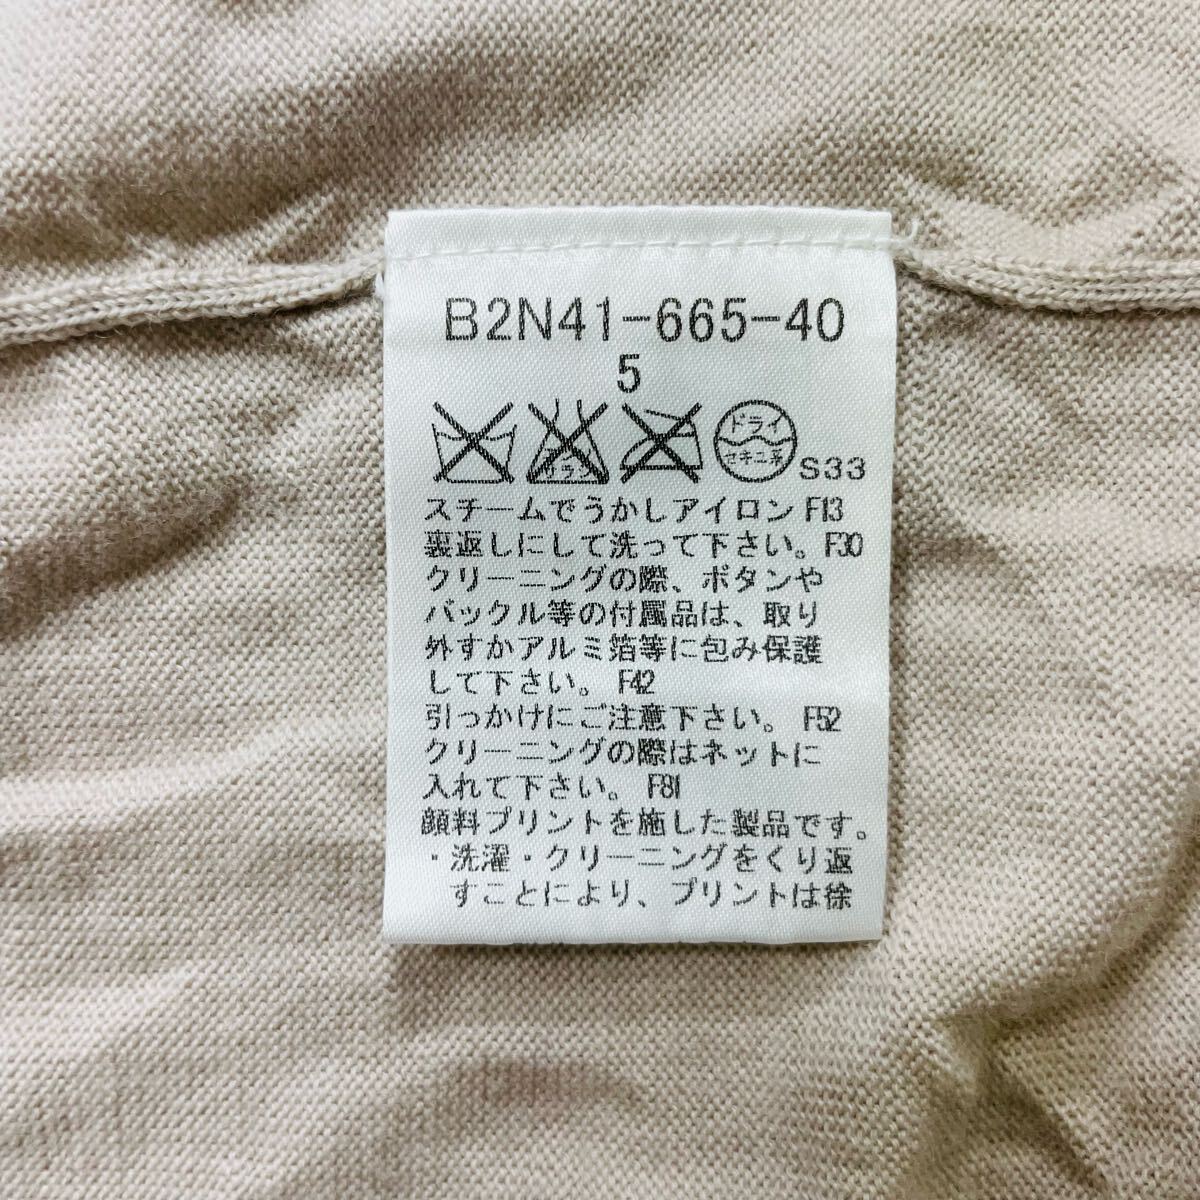 B2N41-665-40
5
サラシ
ドライ
セキユ系
S33
スチームでうかしアイロン F13
裏返しにして洗って下さい。F30
クリーニングの際、ボタンや
バックル等の付属品は、取り
外すかアルミ箔等に包み保護
して下さい。 F42
引っかけにご注意下さい。 F52
クリーニングの際はネットに
入れて下さい。 F81
顔料プリントを施した製品です。
・洗濯・クリーニングをくり返
すことにより、プリントは徐